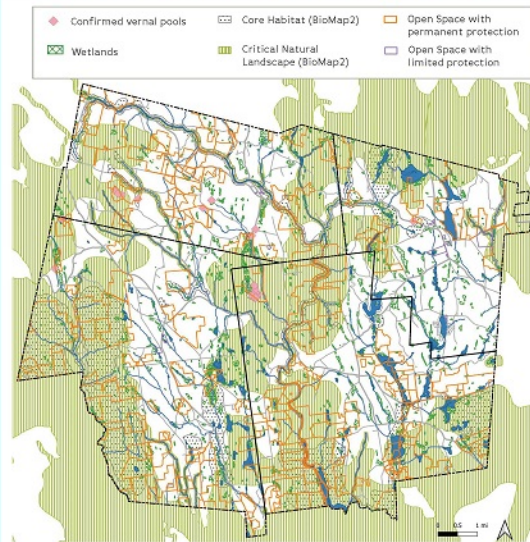 Confirmed vernal pools
Wetlands
Core Habitat (BioMap2)
Critical Natural
Landscape (BioMap2)
Open Space with
permanent protection
Open Space with
limited protection
0 0.5 1 mi